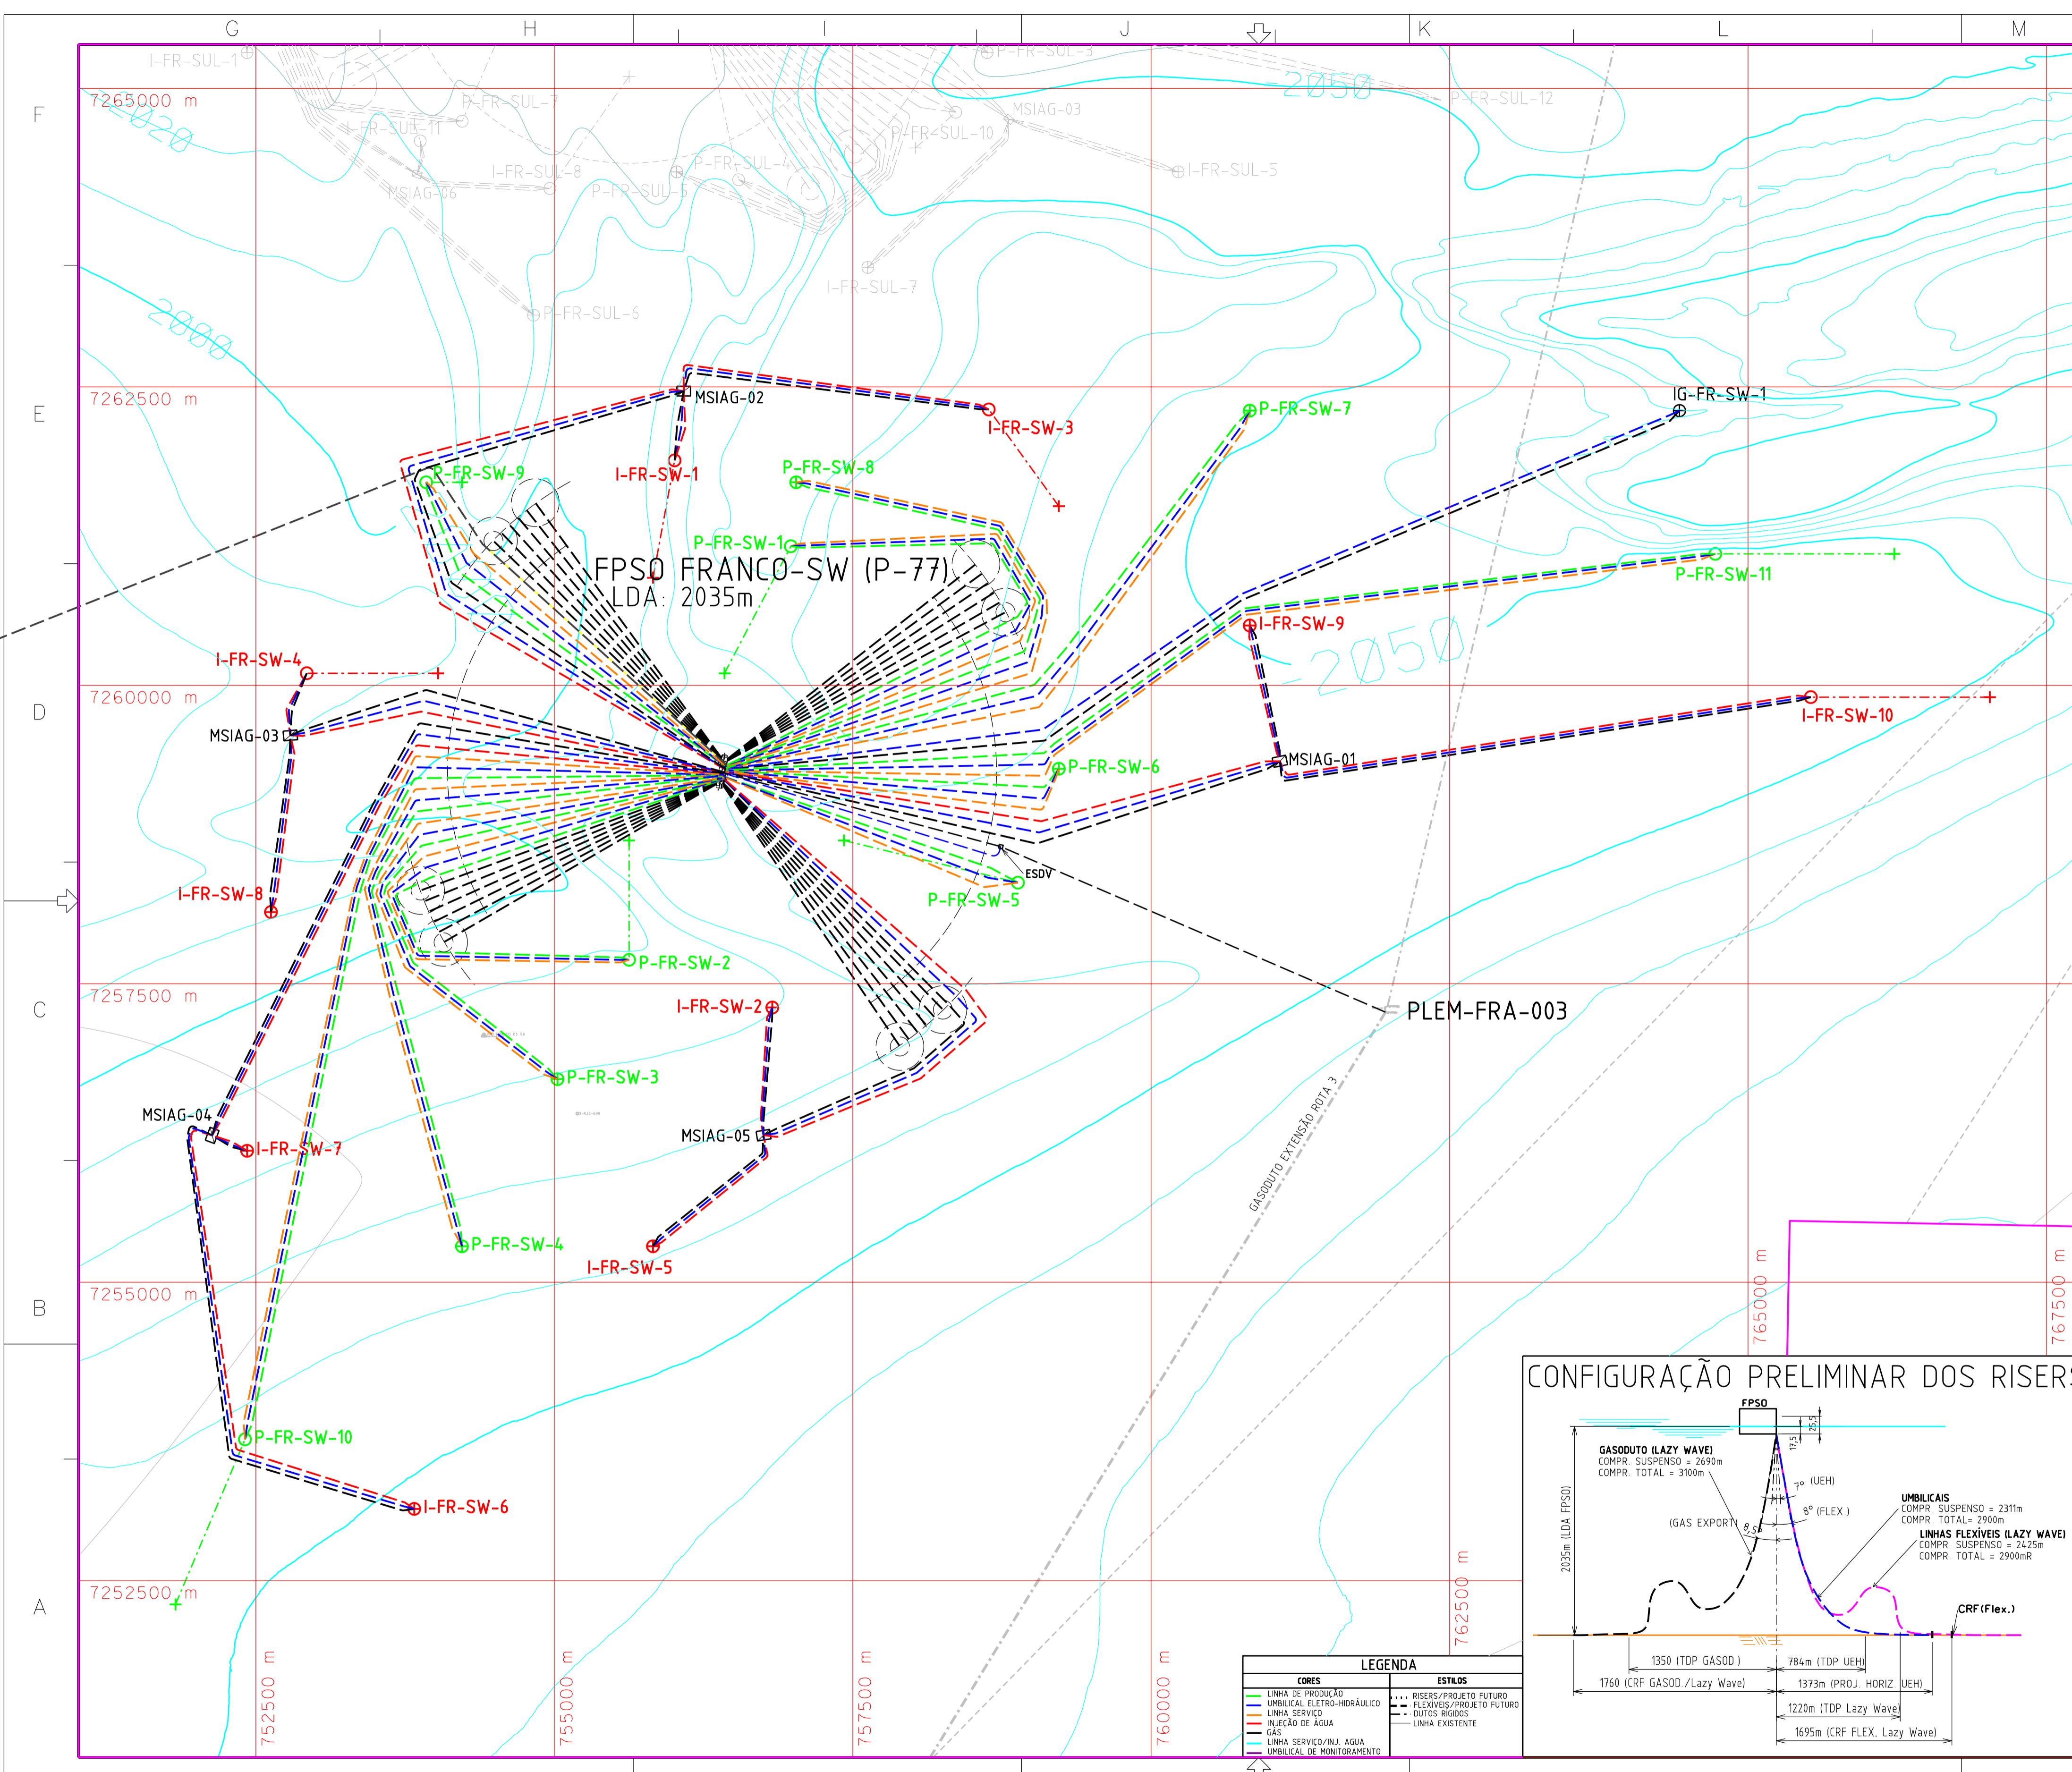 G H I J K L M
I-FR-SUL-1
P-FR-SUL-3
F
7265000 m
2020
P-FR-SUL-7
MSIAG-03
2050
P-FR-SUL-12
I-FR-SUL-11
P-FR-SUL-10
I-FR-SUL-8
P-FR-SUL-4
I-FR-SUL-5
MSIAG-06
P-FR-SUL-5
I-FR-SUL-7
P-FR-SUL-6
2000
E
7262500 m
MSIAG-02
IG-FR-SW-1
P-FR-SW-7
I-FR-SW-3
P-FR-SW-9
I-FR-SW-1
P-FR-SW-8
P-FR-SW-1
FPSO FRANCO-SW (P-77)
LDA: 2035m
P-FR-SW-11
I-FR-SW-9
2050
I-FR-SW-4
7260000 m
D
I-FR-SW-10
MSIAG-03
MSIAG-01
P-FR-SW-6
ESDV
I-FR-SW-8
P-FR-SW-5
P-FR-SW-2
7257500 m
C
I-FR-SW-2
PLEM-FRA-003
P-FR-SW-3
GASODUTO EXTENSÃO ROTA 3
MSIAG-04
MSIAG-05
I-FR-SW-7
P-FR-SW-4
I-FR-SW-5
7255000 m
B
765000 m
767500 m
P-FR-SW-10
I-FR-SW-6
7252500 m
A
752500 m
755000 m
757500 m
760000 m
762500 m
CONFIGURAÇÃO PRELIMINAR DOS RISERS
FPSO
25,5
17,5
GASODUTO (LAZY WAVE)
COMPR. SUSPENSO = 2690m
COMPR. TOTAL = 3100m
7° (UEH)
8° (FLEX.)
(GAS EXPORT) 8,5°
2035m (LDA FPSO)
UMBILICAIS
COMPR. SUSPENSO = 2311m
COMPR. TOTAL= 2900m
LINHAS FLEXÍVEIS (LAZY WAVE)
COMPR. SUSPENSO = 2425m
COMPR. TOTAL = 2900mR
CRF(Flex.)
1350 (TDP GASOD.)
784m (TDP UEH)
1760 (CRF GASOD./Lazy Wave)
1373m (PROJ. HORIZ. UEH)
1220m (TDP Lazy Wave)
1695m (CRF FLEX. Lazy Wave)
LEGENDA
CORES
ESTILOS
LINHA DE PRODUÇÃO
UMBILICAL ELETRO-HIDRÁULICO
LINHA SERVIÇO
INJEÇÃO DE ÁGUA
GÁS
LINHA SERVIÇO/INJ. AGUA
UMBILICAL DE MONITORAMENTO
RISERS/PROJETO FUTURO
FLEXÍVEIS/PROJETO FUTURO
DUTOS RÍGIDOS
LINHA EXISTENTE